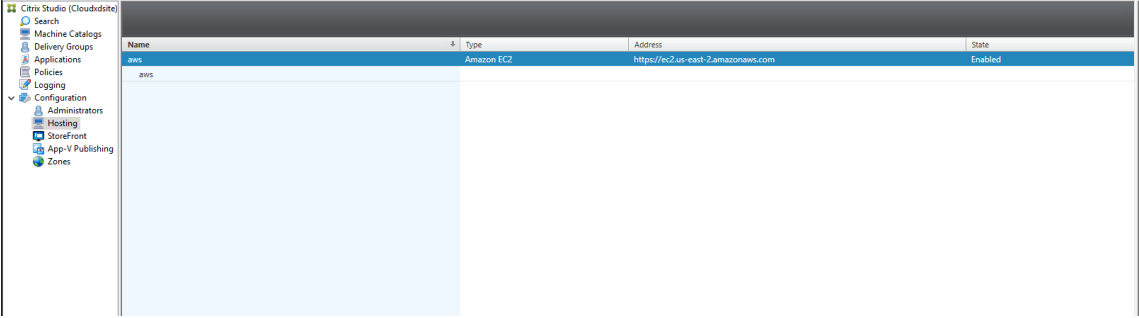 Citrix Studio (Cloudxdsite)
Search
Machine Catalogs
Delivery Groups
Applications
Policies
Logging
Configuration
Administrators
Hosting
StoreFront
App-V Publishing
Zones
Name Type Address State
aws Amazon EC2 https://ec2.us-east-2.amazonaws.com Enabled
aws